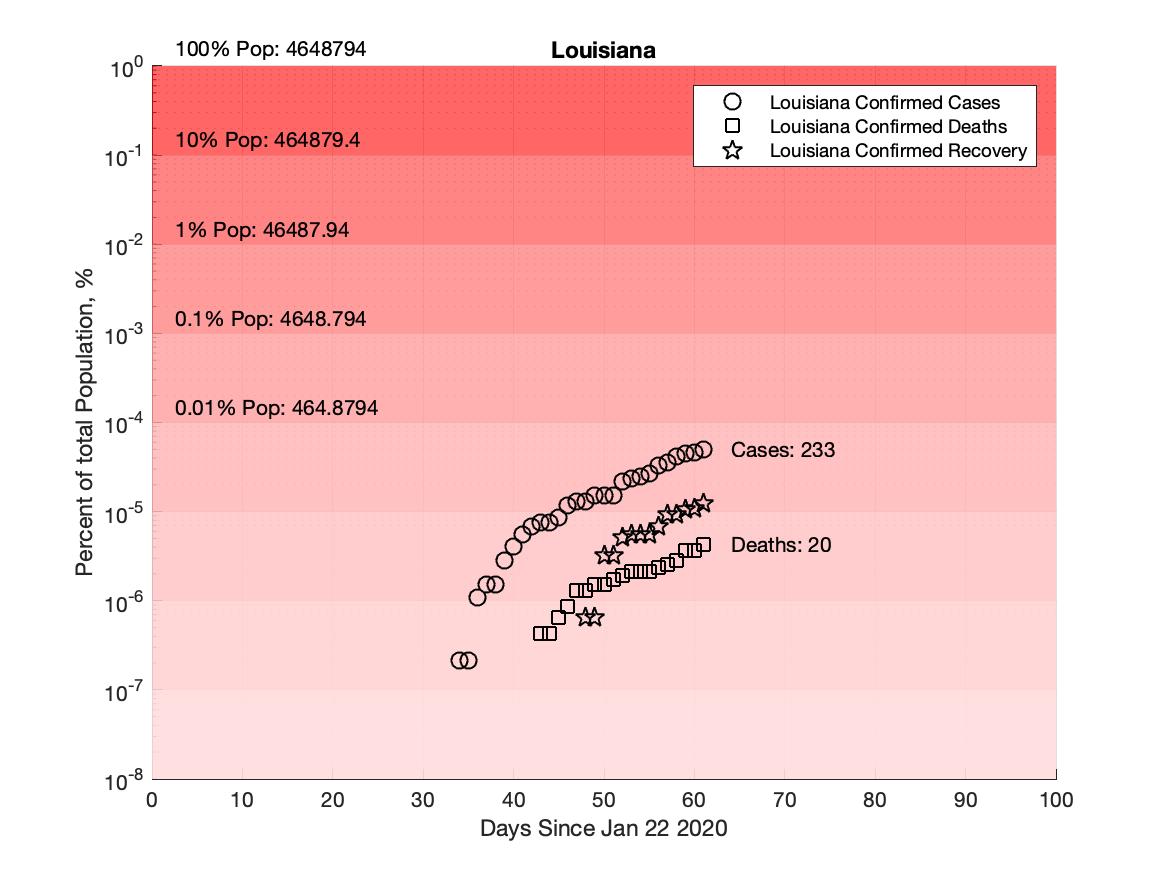 Louisiana
100% Pop: 4648794
10% Pop: 464879.4
1% Pop: 46487.94
0.1% Pop: 4648.794
0.01% Pop: 464.8794
Louisiana Confirmed Cases
Louisiana Confirmed Deaths
Louisiana Confirmed Recovery
Cases: 233
Deaths: 20
Percent of total Population, %
10^0
10^-1
10^-2
10^-3
10^-4
10^-5
10^-6
10^-7
10^-8
0 10 20 30 40 50 60 70 80 90 100
Days Since Jan 22 2020